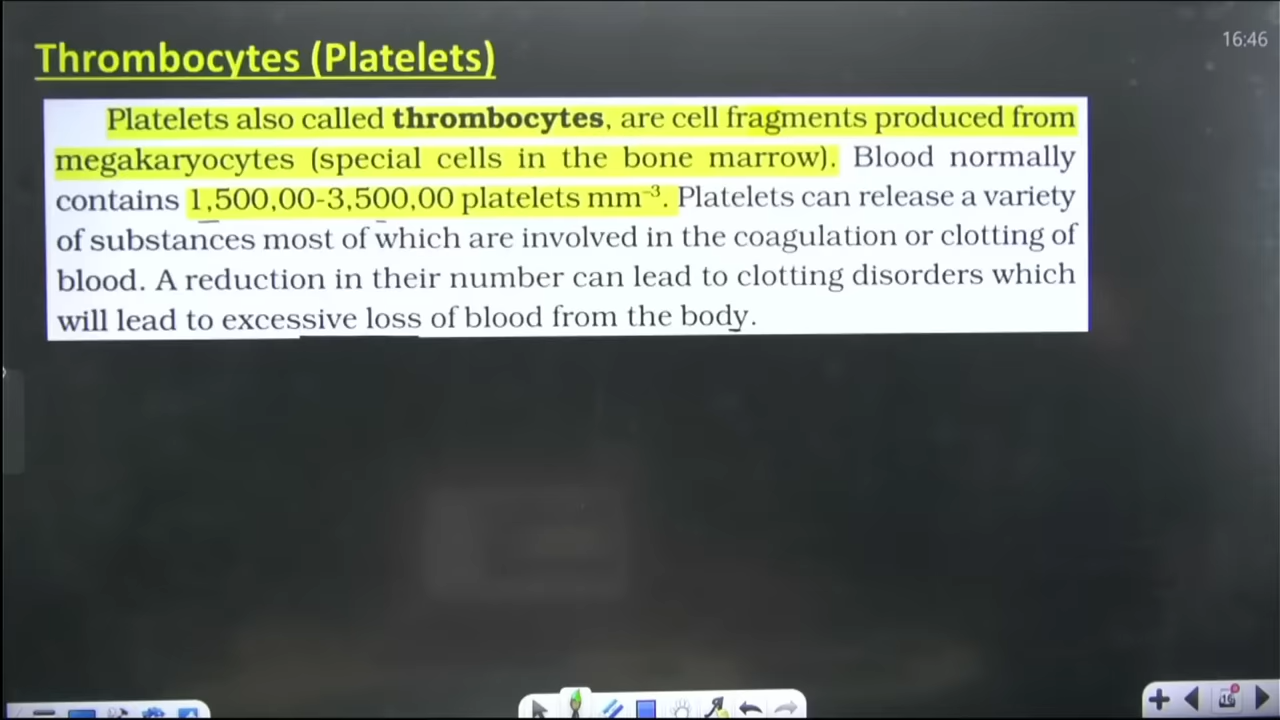 Thrombocytes (Platelets)
16:46
Platelets also called thrombocytes, are cell fragments produced from
megakaryocytes (special cells in the bone marrow). Blood normally
contains 1,500,00-3,500,00 platelets mm⁻³. Platelets can release a variety
of substances most of which are involved in the coagulation or clotting of
blood. A reduction in their number can lead to clotting disorders which
will lead to excessive loss of blood from the body.
16